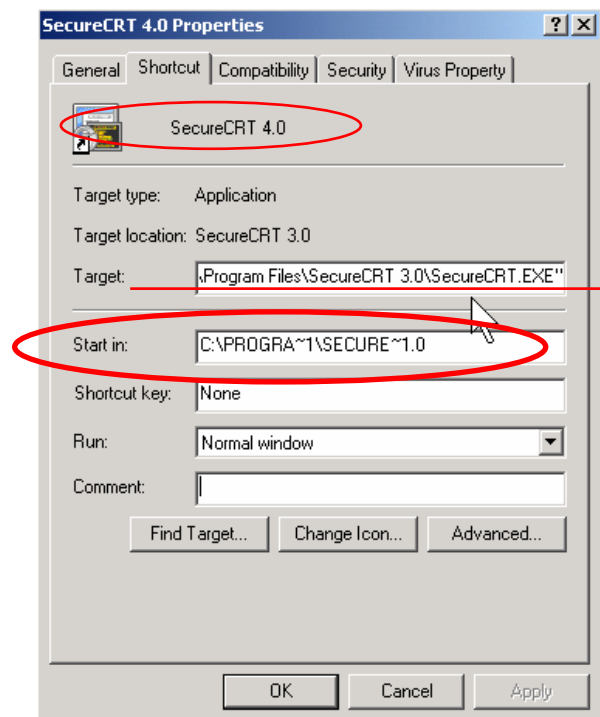 SecureCRT 4.0 Properties
General Shortcut Compatibility Security Virus Property
SecureCRT 4.0
Target type: Application
Target location: SecureCRT 3.0
Target: \Program Files\SecureCRT 3.0\SecureCRT.EXE"
Start in: C:\PROGRA~1\SECURE~1.0
Shortcut key: None
Run: Normal window
Comment:
Find Target... Change Icon... Advanced...
OK Cancel Apply